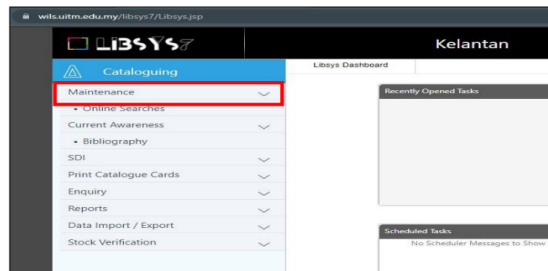 wils.uitm.edu.my/libsys7/Libsys.jsp
LIBSYS7
Kelantan
Cataloguing
Libsys Dashboard
Maintenance
• Online Searches
Current Awareness
• Bibliography
SDI
Print Catalogue Cards
Enquiry
Reports
Data Import / Export
Stock Verification
Recently Opened Tasks
Scheduled Tasks
No Scheduler Messages to Show